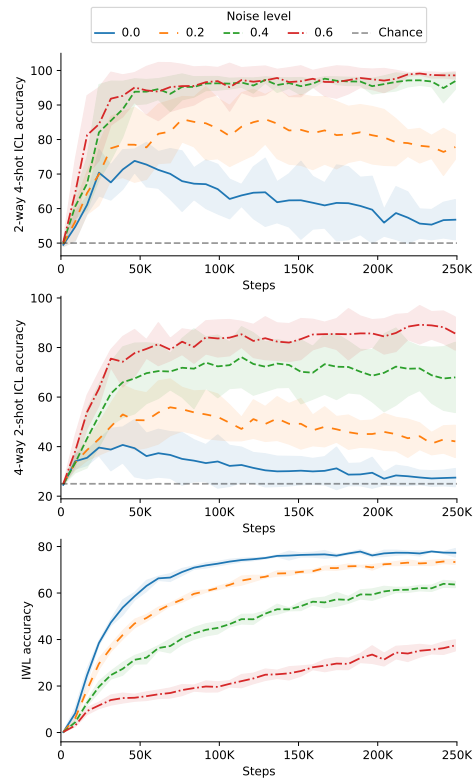 Noise level
0.0 0.2 0.4 0.6 Chance
2-way 4-shot ICL accuracy
100
90
80
70
60
50
0 50K 100K 150K 200K 250K
Steps
4-way 2-shot ICL accuracy
100
80
60
40
20
0 50K 100K 150K 200K 250K
Steps
IWL accuracy
80
60
40
20
0
0 50K 100K 150K 200K 250K
Steps